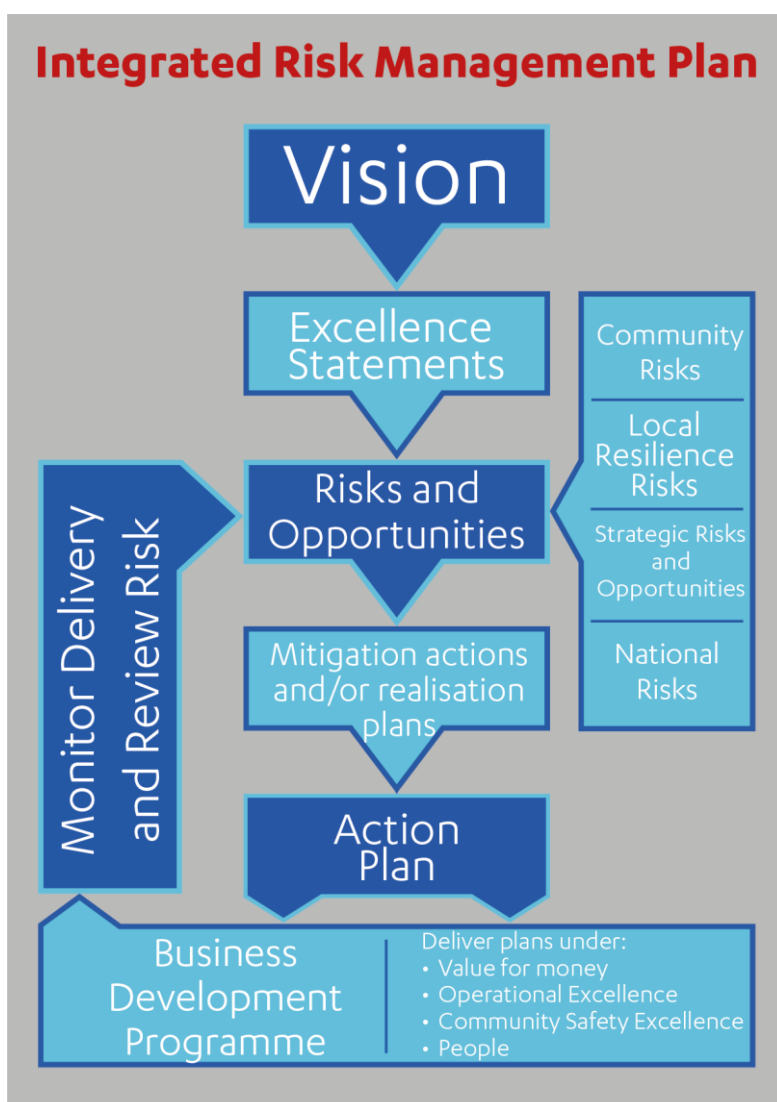 Integrated Risk Management Plan
Vision
Excellence
Statements
Community
Risks
Local
Resilience
Risks
Strategic Risks
and
Opportunities
National
Risks
Risks and
Opportunities
Monitor Delivery
and Review Risk
Mitigation actions
and/or realisation
plans
Action
Plan
Business
Development
Programme
Deliver plans under:
• Value for money
• Operational Excellence
• Community Safety Excellence
• People